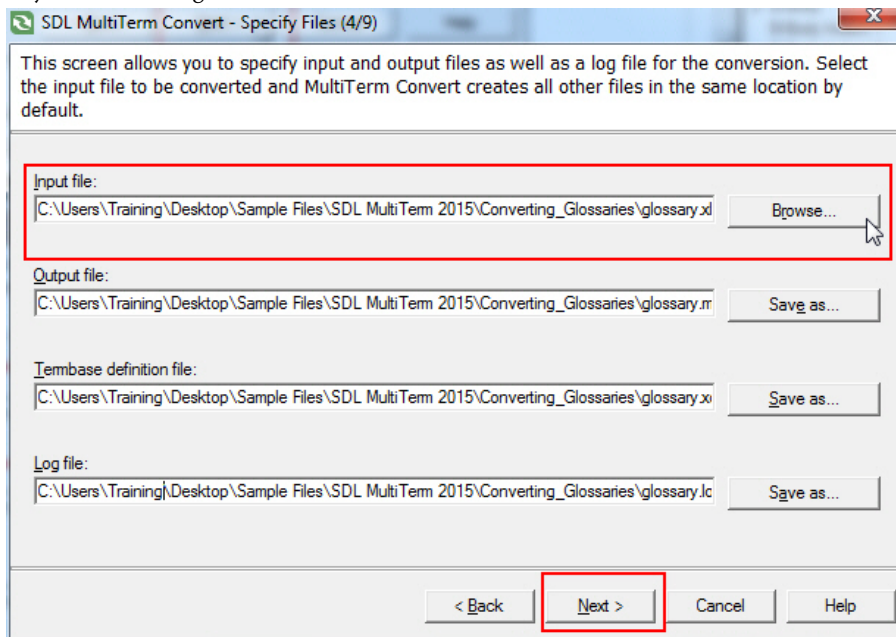 SDL MultiTerm Convert - Specify Files (4/9)
This screen allows you to specify input and output files as well as a log file for the conversion. Select
the input file to be converted and MultiTerm Convert creates all other files in the same location by
default.
Input file:
C:\Users\Training\Desktop\Sample Files\SDL MultiTerm 2015\Converting_Glossaries\glossary.xl
Browse...
Output file:
C:\Users\Training\Desktop\Sample Files\SDL MultiTerm 2015\Converting_Glossaries\glossary.m
Save as...
Termbase definition file:
C:\Users\Training\Desktop\Sample Files\SDL MultiTerm 2015\Converting_Glossaries\glossary.x
Save as...
Log file:
C:\Users\Training\Desktop\Sample Files\SDL MultiTerm 2015\Converting_Glossaries\glossary.lo
Save as...
< Back
Next >
Cancel
Help